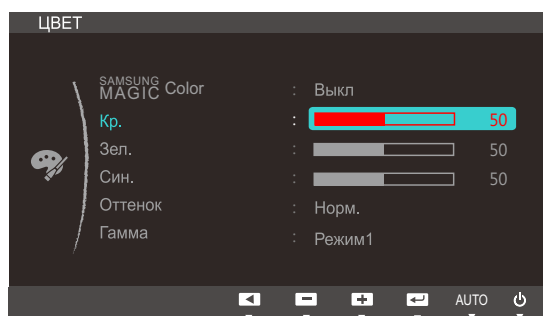 ЦВЕТ
SAMSUNG MAGIC Color : Выкл
Кр. : 50
Зел. : 50
Син. : 50
Оттенок : Норм.
Гамма : Режим1
AUTO